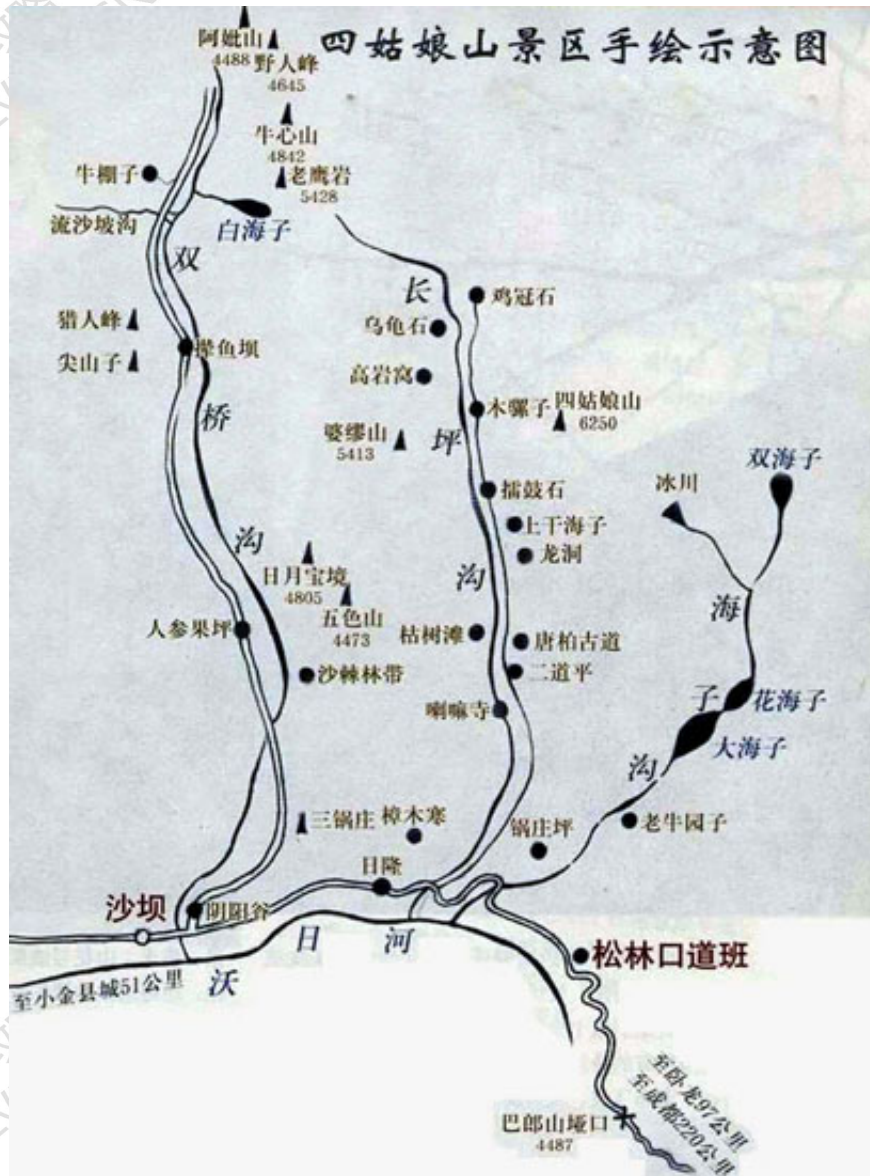 四姑娘山景区手绘示意图
阿妣山
4488
野人峰
4645
牛心山
4842
老鹰岩
5428
牛棚子
流沙坡沟
白海子
双
桥
沟
长
坪
沟
鸡冠石
乌龟石
猎人峰
尖山子
撵鱼坝
高岩窝
木骡子
四姑娘山
6250
婆缪山
5413
双海子
冰川
擂鼓石
上干海子
龙洞
日月宝境
4805
五色山
4473
海
子
沟
人参果坪
枯树滩
唐柏古道
二道平
沙棘林带
喇嘛寺
花海子
大海子
三锅庄
樟木寒
锅庄坪
老牛园子
日隆
沙坝
阴阳谷
沃
日
河
松林口道班
至小金县城51公里
至卧龙97公里
至成都220公里
巴郎山垭口
4487